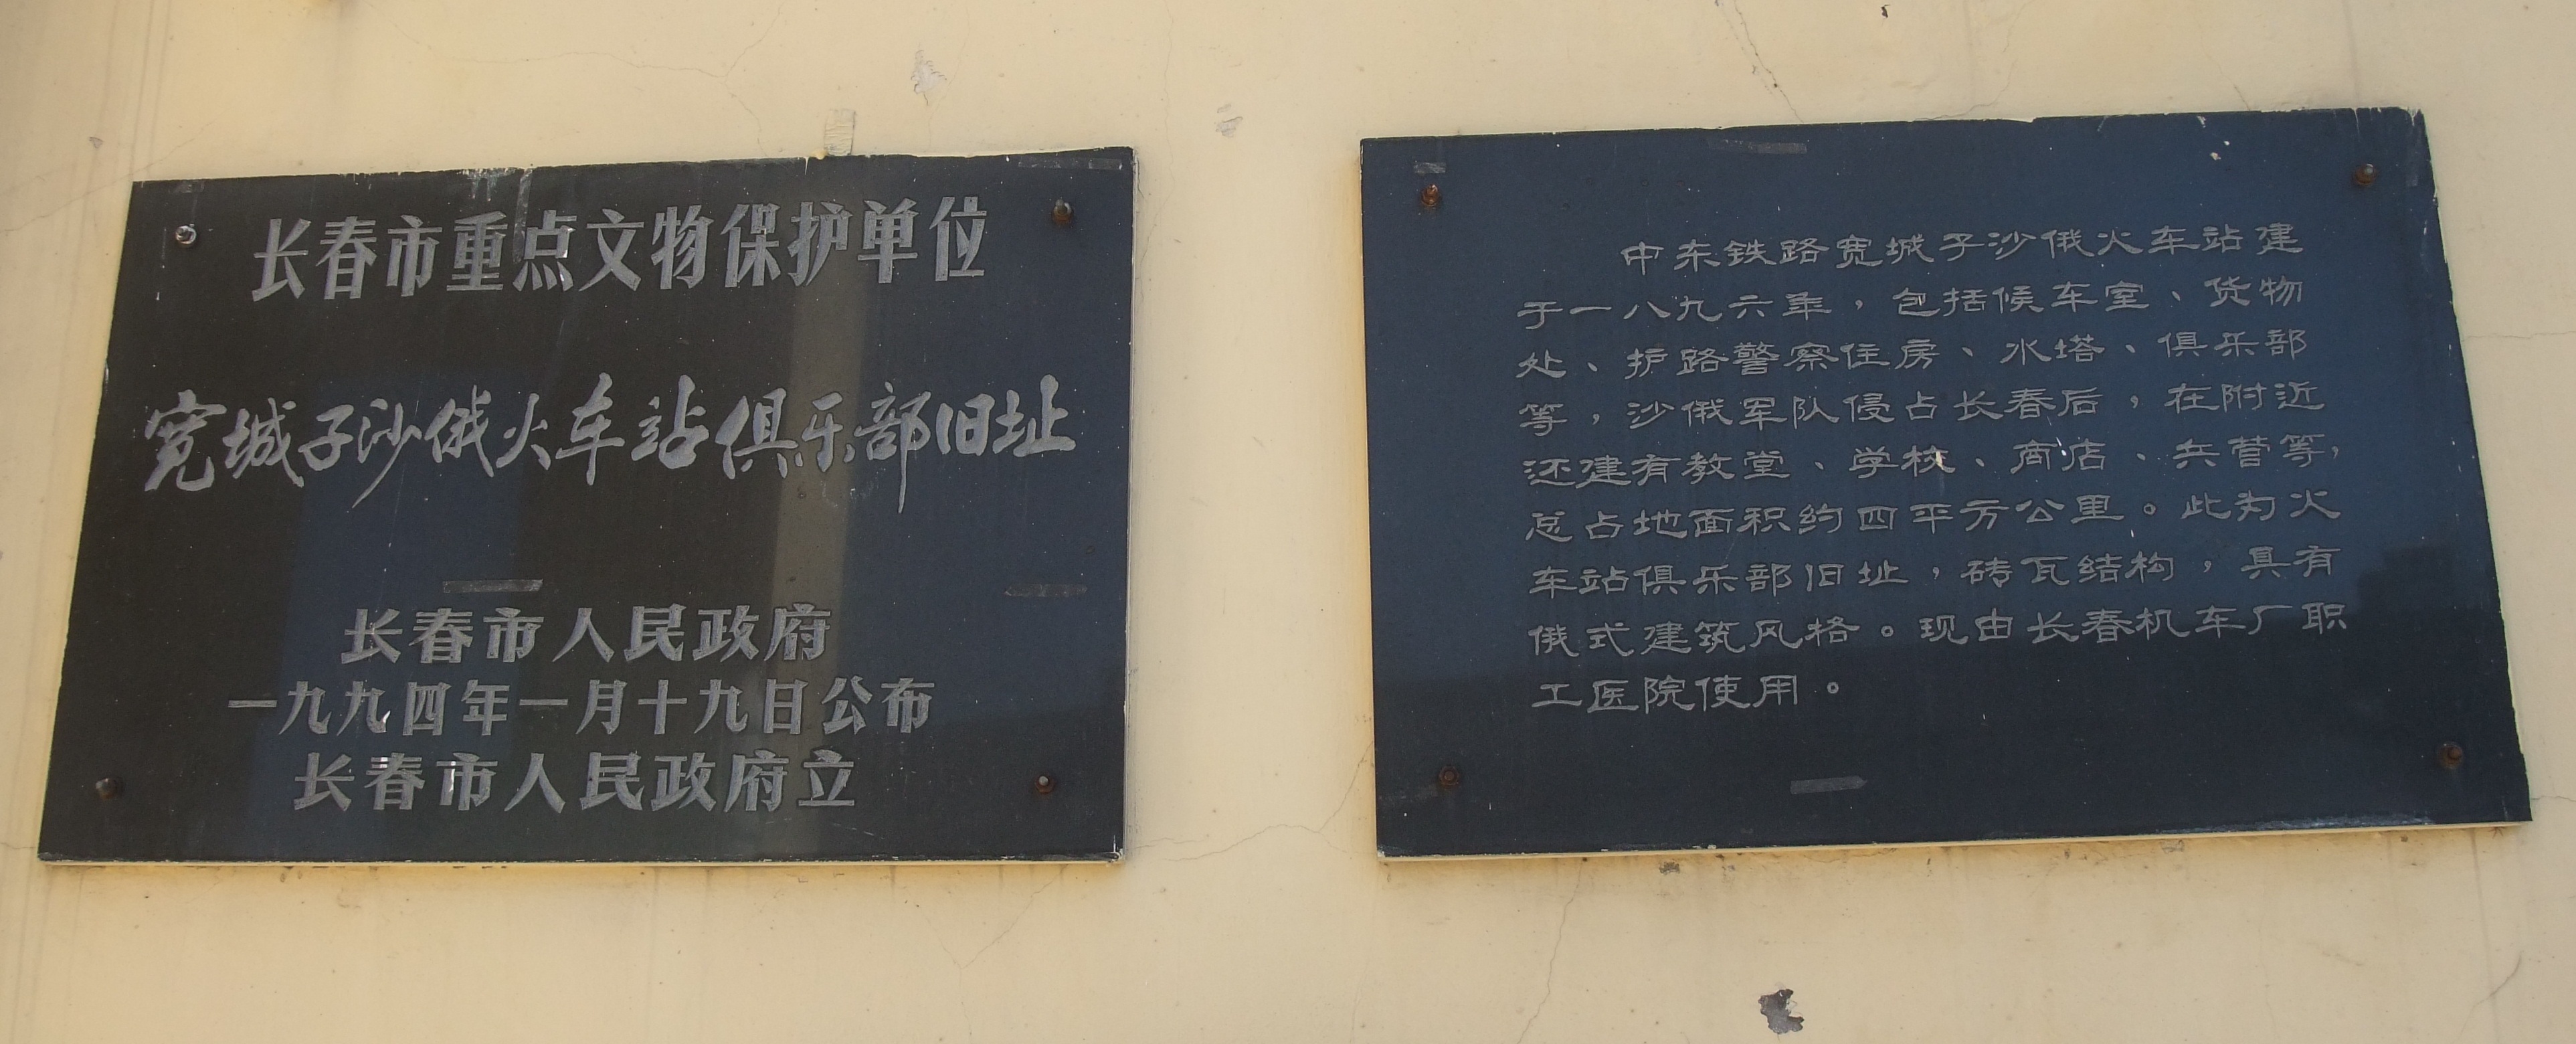 长春市重点文物保护单位
宽城子沙俄火车站俱乐部旧址
长春市人民政府
一九九四年一月十九日公布
长春市人民政府立
中东铁路宽城子沙俄火车站建
于一八九六年，包括候车室、货物
处、护路警察住房、水塔、俱乐部
等，沙俄军队侵占长春后，在附近
还建有教堂、学校、商店、兵营等，
总占地面积约四平方公里。此为火
车站俱乐部旧址，砖瓦结构，具有
俄式建筑风格。现由长春机车厂职
工医院使用。